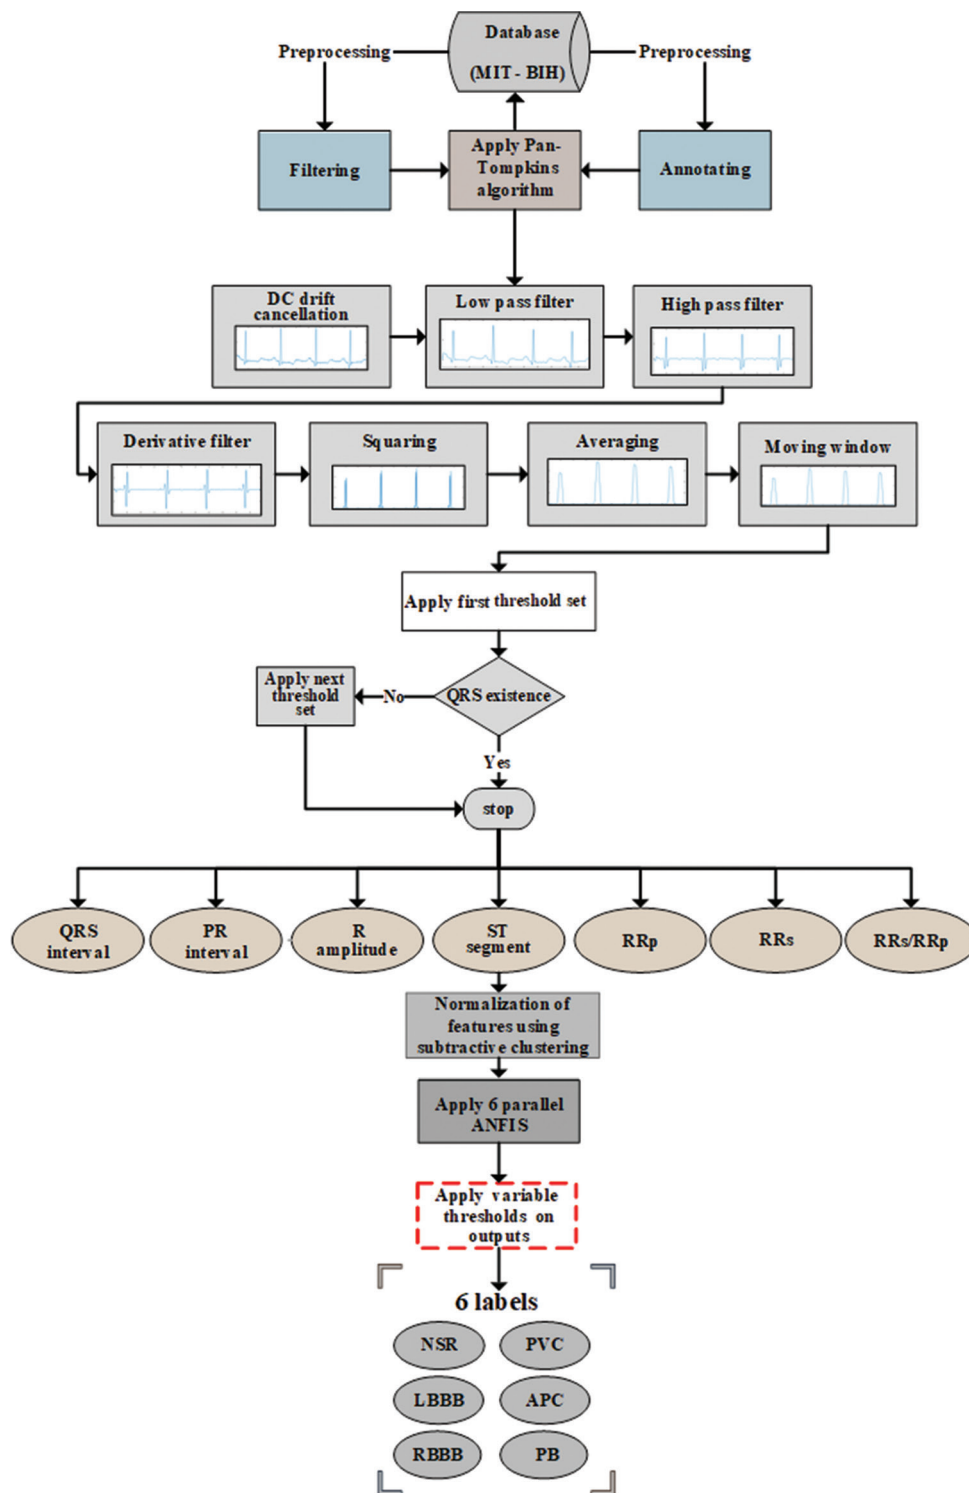 Database
(MIT - BIH)
Preprocessing
Preprocessing
Filtering
Apply Pan-
Tompkins
algorithm
Annotating
DC drift
cancellation
Low pass filter
High pass filter
Derivative filter
Squaring
Averaging
Moving window
Apply first threshold set
QRS existence
No
Apply next
threshold
set
Yes
stop
QRS
interval
PR
interval
R
amplitude
ST
segment
RRp
RRs
RRs/RRp
Normalization of
features using
subtractive clustering
Apply 6 parallel
ANFIS
Apply variable
thresholds on
outputs
6 labels
NSR
PVC
LBBB
APC
RBBB
PB